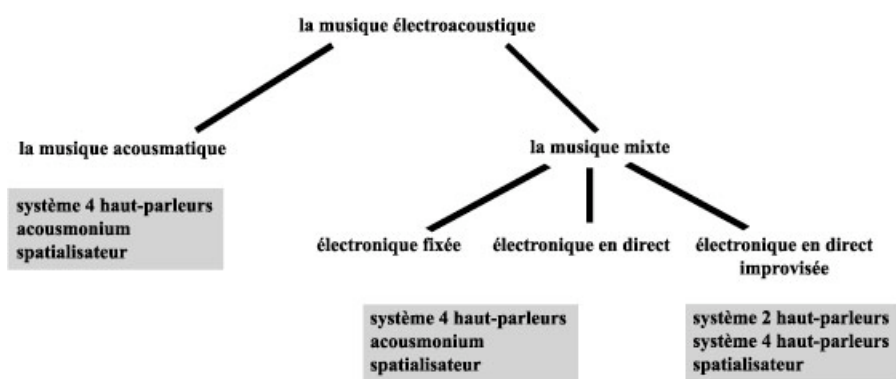 la musique électroacoustique
la musique acousmatique
la musique mixte
système 4 haut-parleurs
acousmonium
spatialisateur
électronique fixée
électronique en direct
électronique en direct
improvisée
système 4 haut-parleurs
acousmonium
spatialisateur
système 2 haut-parleurs
système 4 haut-parleurs
spatialisateur